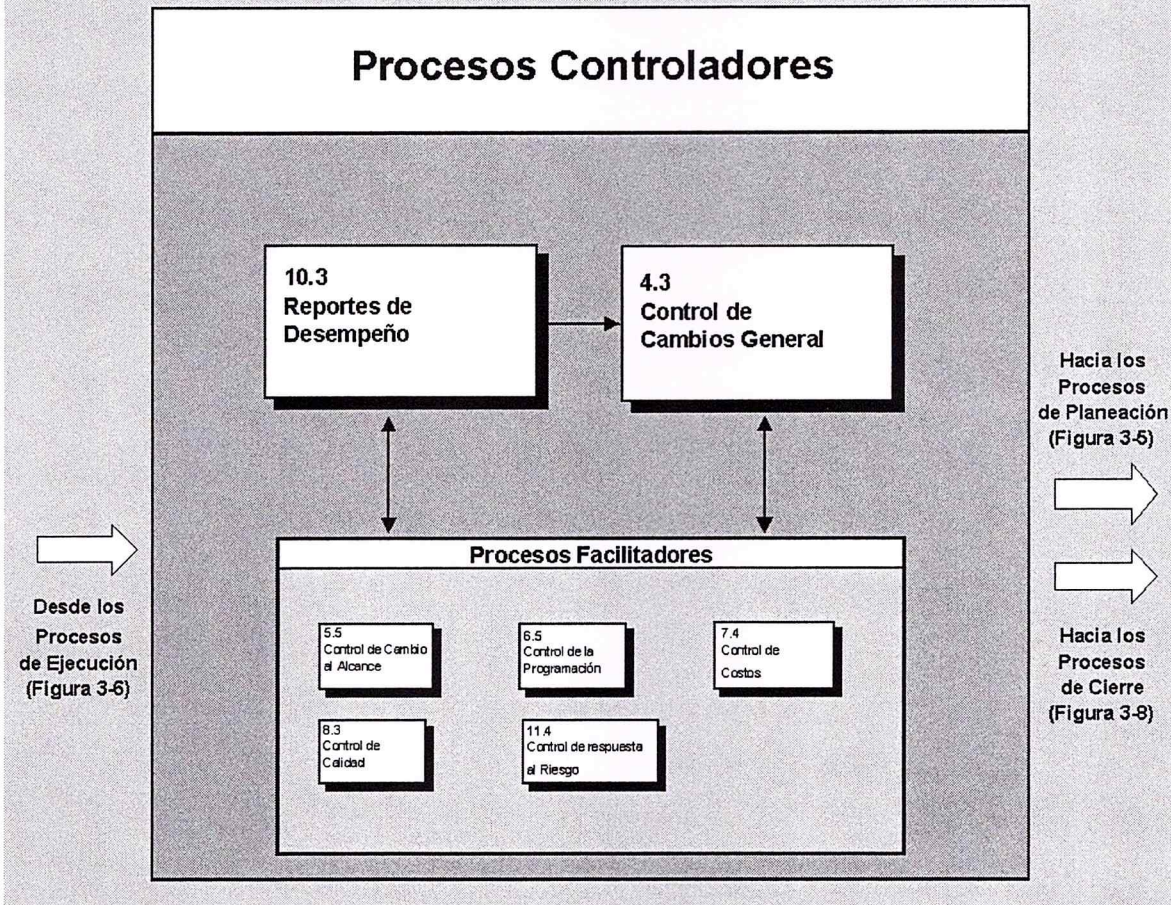 Procesos Controladores
10.3
Reportes de
Desempeño
4.3
Control de
Cambios General
Hacia los
Procesos
de Planeación
(Figura 3-5)
Procesos Facilitadores
Desde los
Procesos
de Ejecución
(Figura 3-6)
5.5
Control de Cambio
al Alcance
6.5
Control de la
Programación
7.4
Control de
Costos
8.3
Control de
Calidad
11.4
Control de respuesta
al Riesgo
Hacia los
Procesos
de Cierre
(Figura 3-8)